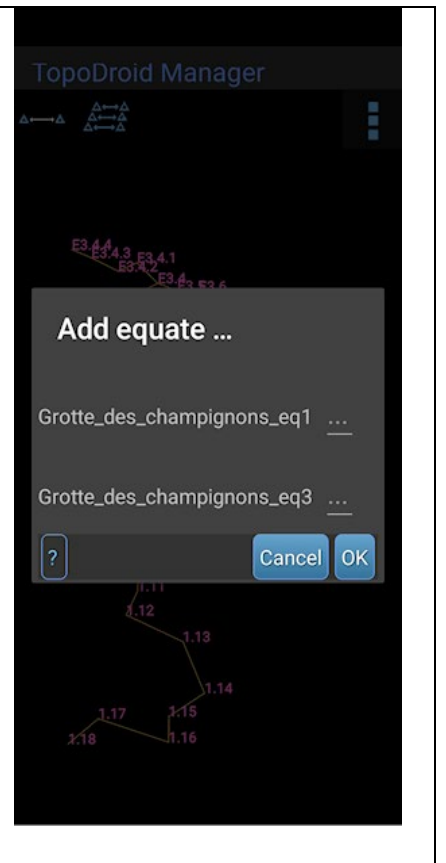 TopoDroid Manager
E3.4.4
E3.4.3
E3.4.1
E3.4.2
E3.4
E3.6
Add equate ...
Grotte_des_champignons_eq1 ...
Grotte_des_champignons_eq3 ...
?
Cancel
OK
1.11
1.12
1.13
1.14
1.15
1.17
1.16
1.18